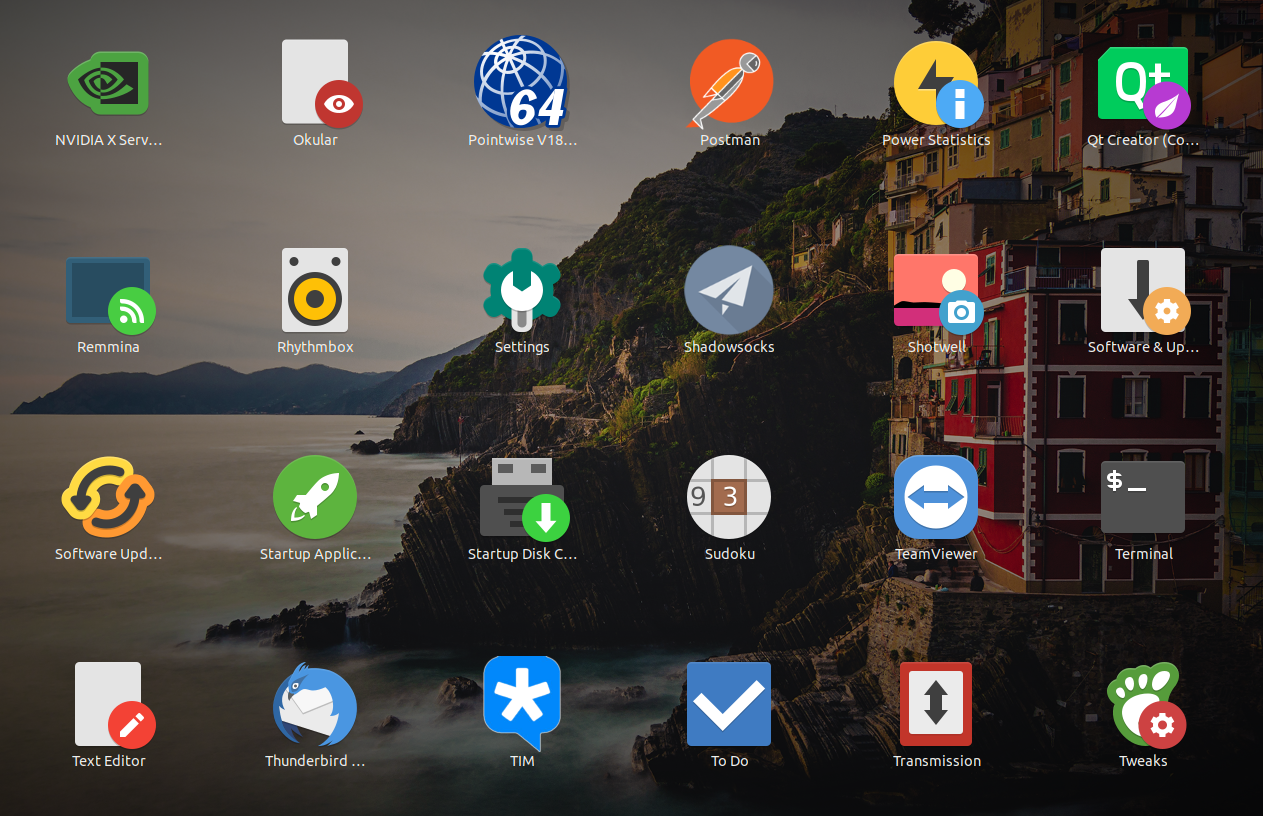 64
Qt
NVIDIA X Serv...
Okular
Pointwise V18...
Postman
Power Statistics
Qt Creator (Co...
Remmina
Rhythmbox
Settings
Shadowsocks
Shotwell
Software & Up...
9 3
$_
Software Upd...
Startup Applic...
Startup Disk C...
Sudoku
TeamViewer
Terminal
Text Editor
Thunderbird ...
TIM
To Do
Transmission
Tweaks